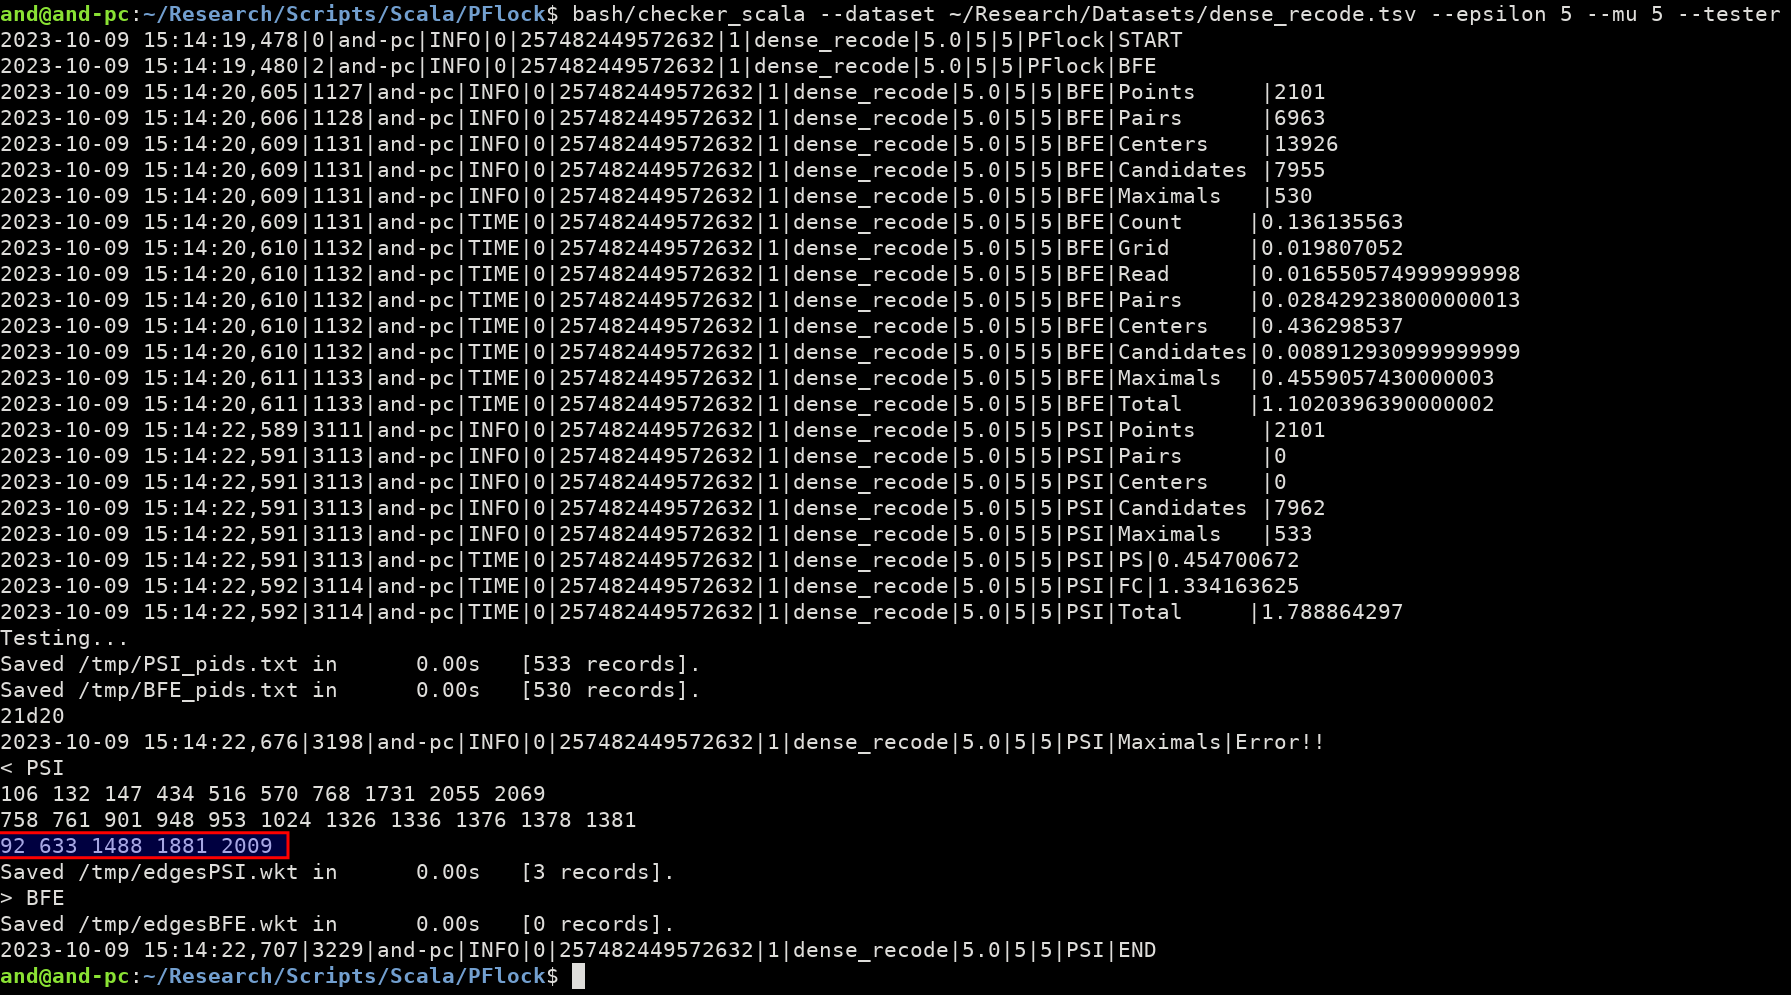 and@and-pc:~/Research/Scripts/Scala/PFlock$ bash/checker_scala --dataset ~/Research/Datasets/dense_recode.tsv --epsilon 5 --mu 5 --tester
2023-10-09 15:14:19,478|0|and-pc|INFO|0|257482449572632|1|dense_recode|5.0|5|5|PFlock|START
2023-10-09 15:14:19,480|2|and-pc|INFO|0|257482449572632|1|dense_recode|5.0|5|5|PFlock|BFE
2023-10-09 15:14:20,605|1127|and-pc|INFO|0|257482449572632|1|dense_recode|5.0|5|5|BFE|Points     |2101
2023-10-09 15:14:20,606|1128|and-pc|INFO|0|257482449572632|1|dense_recode|5.0|5|5|BFE|Pairs      |6963
2023-10-09 15:14:20,609|1131|and-pc|INFO|0|257482449572632|1|dense_recode|5.0|5|5|BFE|Centers    |13926
2023-10-09 15:14:20,609|1131|and-pc|INFO|0|257482449572632|1|dense_recode|5.0|5|5|BFE|Candidates |7955
2023-10-09 15:14:20,609|1131|and-pc|INFO|0|257482449572632|1|dense_recode|5.0|5|5|BFE|Maximals   |530
2023-10-09 15:14:20,609|1131|and-pc|TIME|0|257482449572632|1|dense_recode|5.0|5|5|BFE|Count     |0.136135563
2023-10-09 15:14:20,610|1132|and-pc|TIME|0|257482449572632|1|dense_recode|5.0|5|5|BFE|Grid      |0.019807052
2023-10-09 15:14:20,610|1132|and-pc|TIME|0|257482449572632|1|dense_recode|5.0|5|5|BFE|Read      |0.016550574999999998
2023-10-09 15:14:20,610|1132|and-pc|TIME|0|257482449572632|1|dense_recode|5.0|5|5|BFE|Pairs     |0.028429238000000013
2023-10-09 15:14:20,610|1132|and-pc|TIME|0|257482449572632|1|dense_recode|5.0|5|5|BFE|Centers   |0.436298537
2023-10-09 15:14:20,610|1132|and-pc|TIME|0|257482449572632|1|dense_recode|5.0|5|5|BFE|Candidates|0.008912930999999999
2023-10-09 15:14:20,611|1133|and-pc|TIME|0|257482449572632|1|dense_recode|5.0|5|5|BFE|Maximals  |0.4559057430000003
2023-10-09 15:14:20,611|1133|and-pc|TIME|0|257482449572632|1|dense_recode|5.0|5|5|BFE|Total     |1.1020396390000002
2023-10-09 15:14:22,589|3111|and-pc|INFO|0|257482449572632|1|dense_recode|5.0|5|5|PSI|Points     |2101
2023-10-09 15:14:22,591|3113|and-pc|INFO|0|257482449572632|1|dense_recode|5.0|5|5|PSI|Pairs      |0
2023-10-09 15:14:22,591|3113|and-pc|INFO|0|257482449572632|1|dense_recode|5.0|5|5|PSI|Centers    |0
2023-10-09 15:14:22,591|3113|and-pc|INFO|0|257482449572632|1|dense_recode|5.0|5|5|PSI|Candidates |7962
2023-10-09 15:14:22,591|3113|and-pc|INFO|0|257482449572632|1|dense_recode|5.0|5|5|PSI|Maximals   |533
2023-10-09 15:14:22,591|3113|and-pc|TIME|0|257482449572632|1|dense_recode|5.0|5|5|PSI|PS|0.454700672
2023-10-09 15:14:22,592|3114|and-pc|TIME|0|257482449572632|1|dense_recode|5.0|5|5|PSI|FC|1.334163625
2023-10-09 15:14:22,592|3114|and-pc|TIME|0|257482449572632|1|dense_recode|5.0|5|5|PSI|Total     |1.788864297
Testing...
Saved /tmp/PSI_pids.txt in      0.00s   [533 records].
Saved /tmp/BFE_pids.txt in      0.00s   [530 records].
21d20
2023-10-09 15:14:22,676|3198|and-pc|INFO|0|257482449572632|1|dense_recode|5.0|5|5|PSI|Maximals|Error!!
< PSI
106 132 147 434 516 570 768 1731 2055 2069
758 761 901 948 953 1024 1326 1336 1376 1378 1381
92 633 1488 1881 2009
Saved /tmp/edgesPSI.wkt in      0.00s   [3 records].
> BFE
Saved /tmp/edgesBFE.wkt in      0.00s   [0 records].
2023-10-09 15:14:22,707|3229|and-pc|INFO|0|257482449572632|1|dense_recode|5.0|5|5|PSI|END
and@and-pc:~/Research/Scripts/Scala/PFlock$